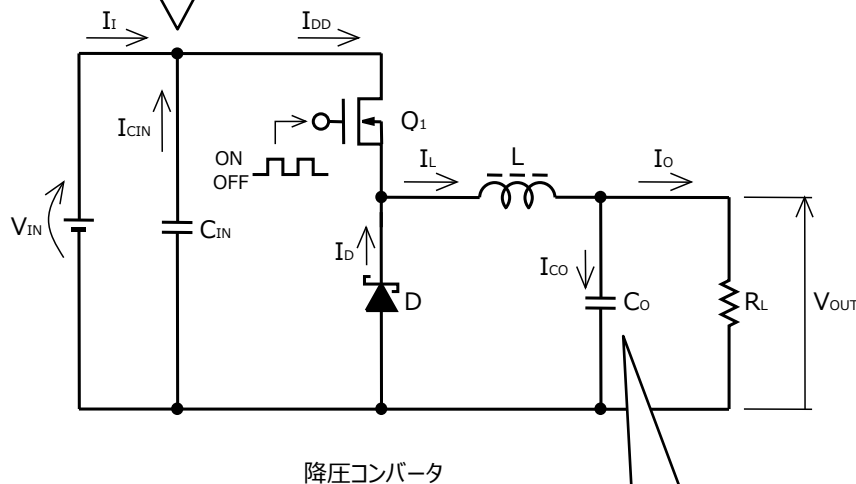 II IDD
ICIN
Q1
ON
OFF
IL L IO
VIN CIN
ID
ICO
D CO RL VOUT
降圧コンバータ